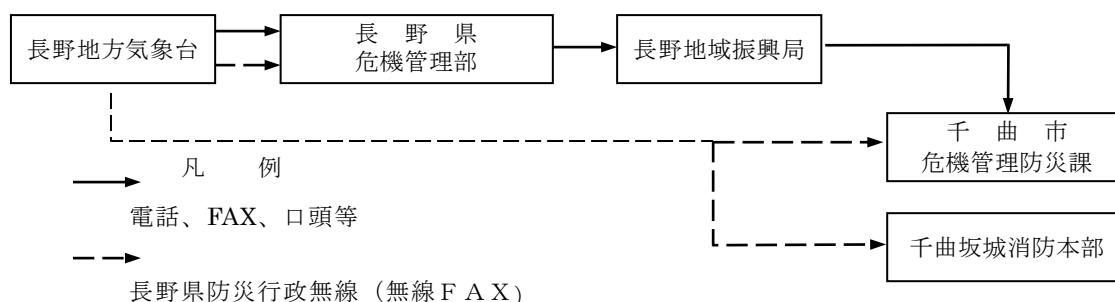 長野地方気象台
長　野　県
危機管理部
長野地域振興局
千　曲　市
危機管理防災課
千曲坂城消防本部
凡　　例
電話、FAX、口頭等
長野県防災行政無線（無線ＦＡＸ）